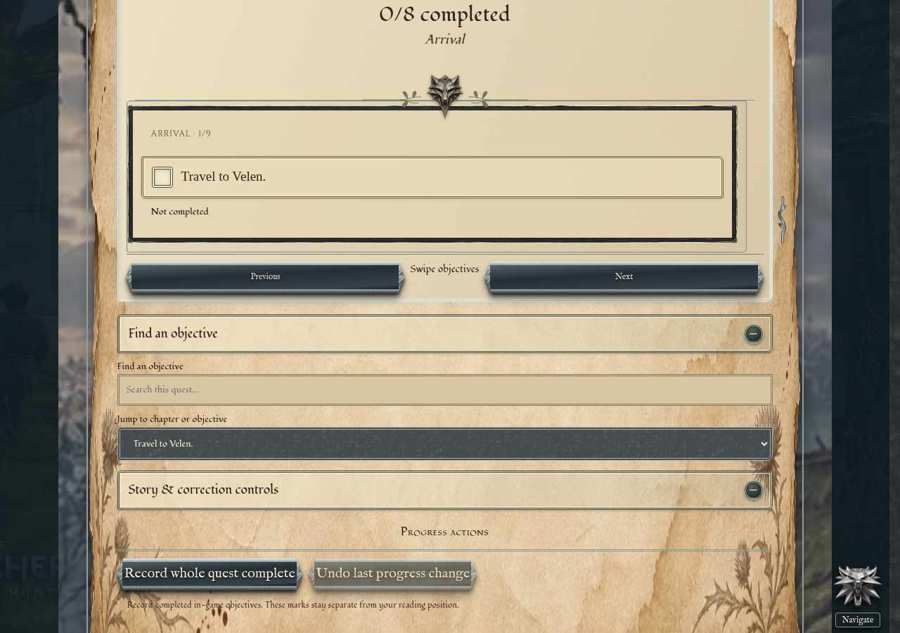 0/8 completed
Arrival
ARRIVAL · 1/9
Travel to Velen.
Not completed
Previous
Swipe objectives
Next
Find an objective
Find an objective
Search this quest...
Jump to chapter or objective
Travel to Velen.
Story & correction controls
Progress actions
Record whole quest complete
Undo last progress change
Record completed in-game objectives. These marks stay separate from your reading position.
Navigate